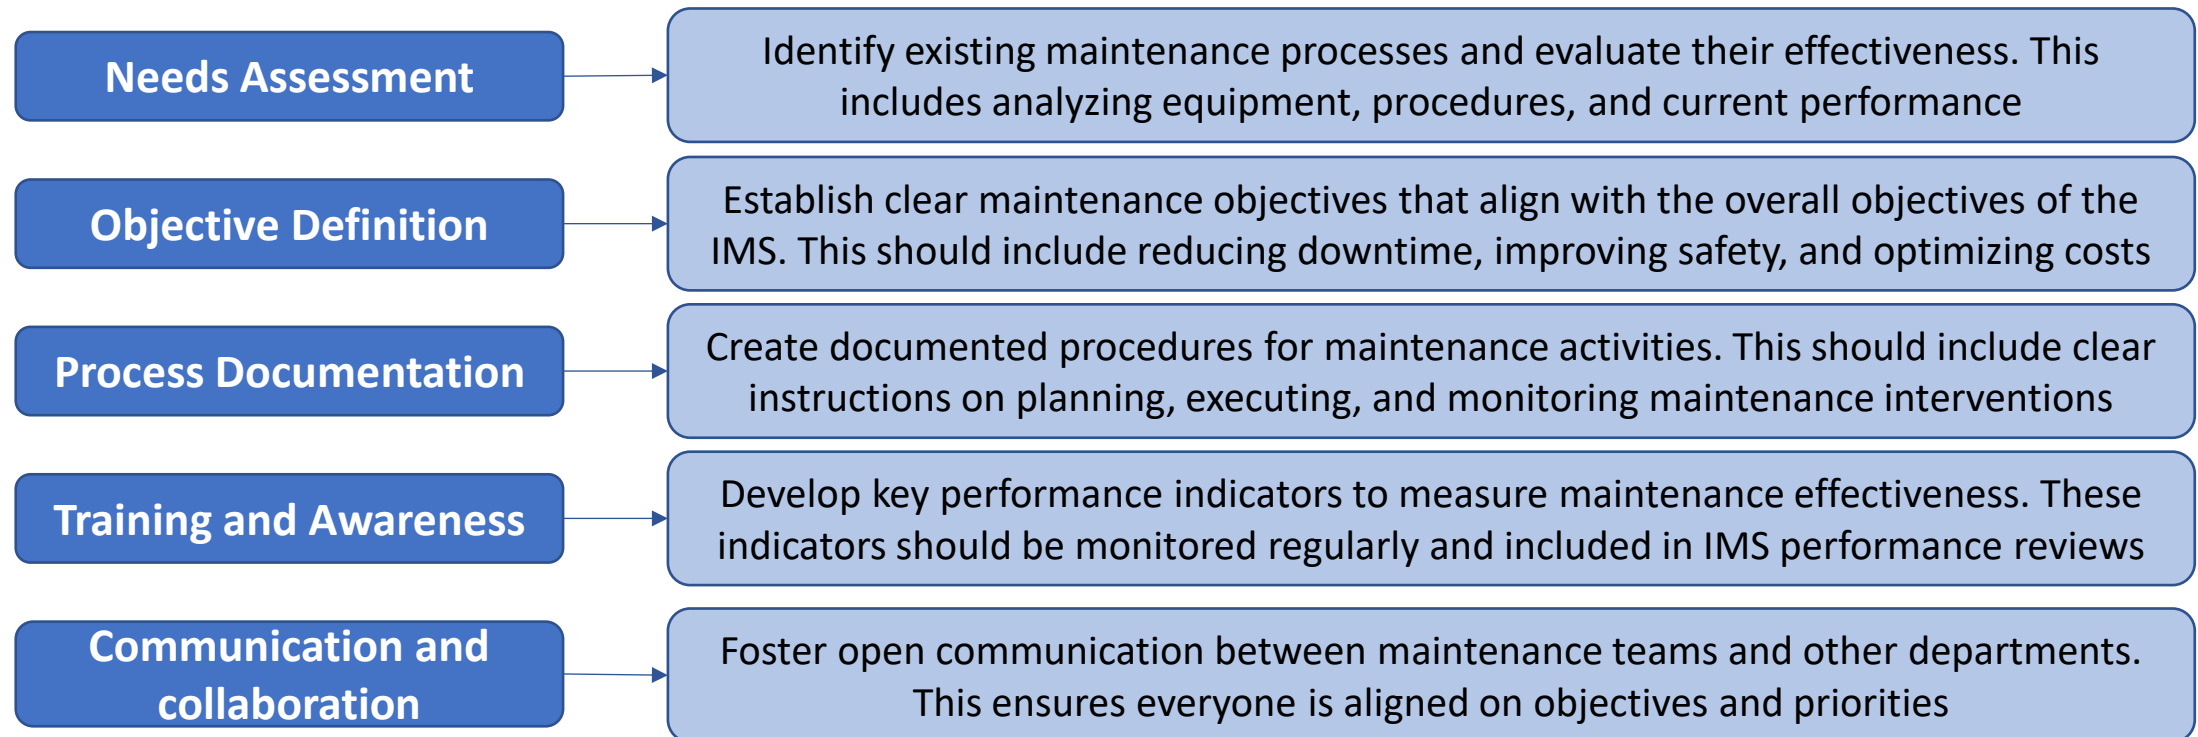 Needs Assessment
Identify existing maintenance processes and evaluate their effectiveness. This
includes analyzing equipment, procedures, and current performance
Objective Definition
Establish clear maintenance objectives that align with the overall objectives of the
IMS. This should include reducing downtime, improving safety, and optimizing costs
Process Documentation
Create documented procedures for maintenance activities. This should include clear
instructions on planning, executing, and monitoring maintenance interventions
Training and Awareness
Develop key performance indicators to measure maintenance effectiveness. These
indicators should be monitored regularly and included in IMS performance reviews
Communication and
collaboration
Foster open communication between maintenance teams and other departments.
This ensures everyone is aligned on objectives and priorities